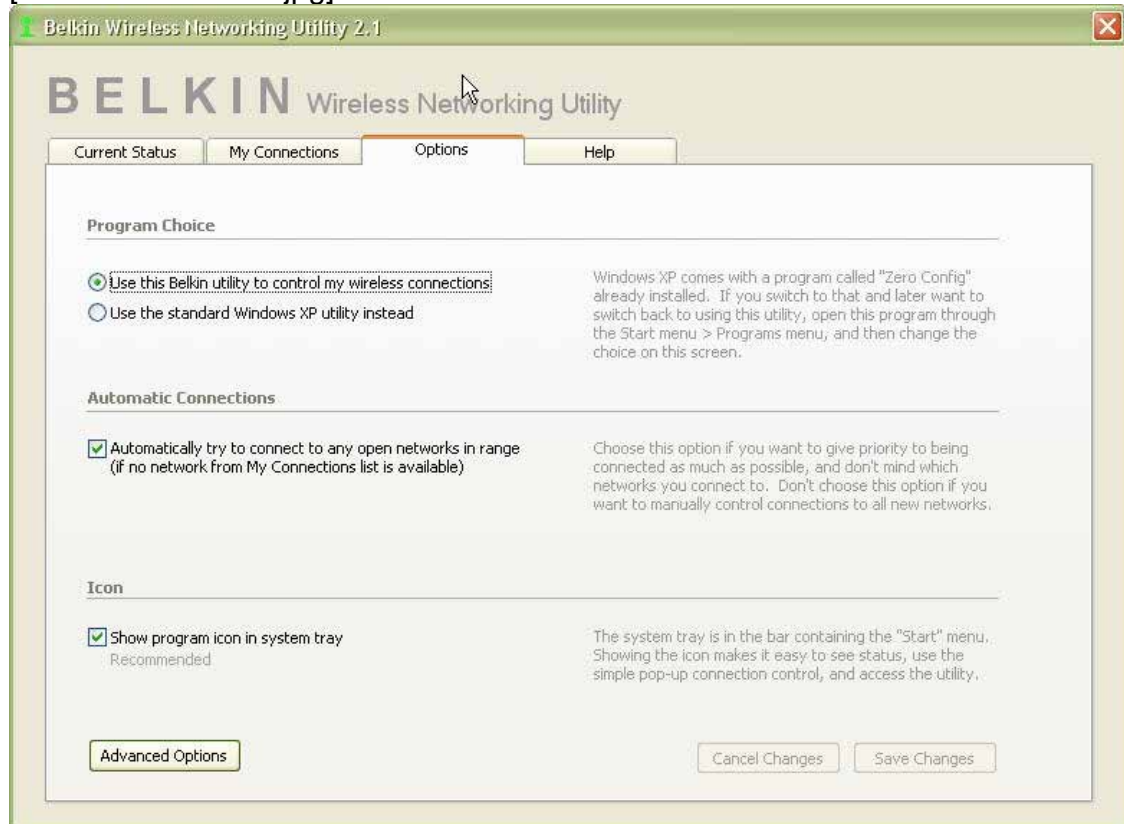 Belkin Wireless Networking Utility 2.1
BELKIN Wireless Networking Utility
Current Status My Connections Options Help
Program Choice
Use this Belkin utility to control my wireless connections
Use the standard Windows XP utility instead
Windows XP comes with a program called "Zero Config"
already installed. If you switch to that and later want to
switch back to using this utility, open this program through
the Start menu > Programs menu, and then change the
choice on this screen.
Automatic Connections
Automatically try to connect to any open networks in range
(if no network from My Connections list is available)
Choose this option if you want to give priority to being
connected as much as possible, and don't mind which
networks you connect to. Don't choose this option if you
want to manually control connections to all new networks.
Icon
Show program icon in system tray
Recommended
The system tray is in the bar containing the "Start" menu.
Showing the icon makes it easy to see status, use the
simple pop-up connection control, and access the utility.
Advanced Options Cancel Changes Save Changes